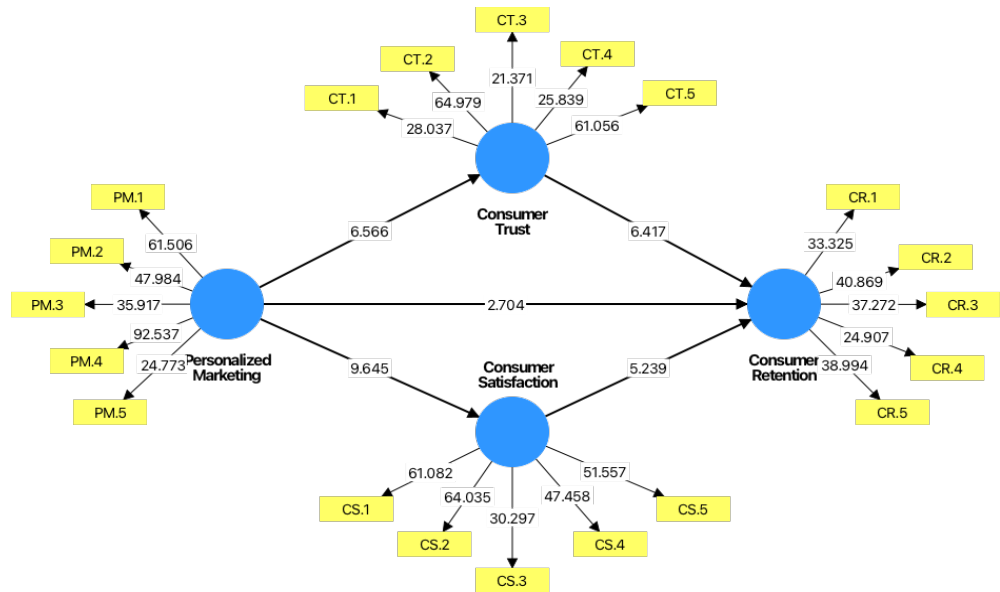 CT.3
CT.2
CT.4
21.371
CT.1
64.979
25.839
CT.5
28.037
61.056
PM.1
Consumer
Trust
CR.1
61.506
6.566
6.417
33.325
PM.2
47.984
CR.2
40.869
PM.3
35.917
2.704
37.272
CR.3
92.537
24.907
PM.4
24.773
Personalized
Marketing
9.645
Consumer
Satisfaction
5.239
Consumer
Retention
38.994
CR.4
PM.5
CR.5
61.082
51.557
64.035
47.458
CS.1
30.297
CS.5
CS.2
CS.4
CS.3